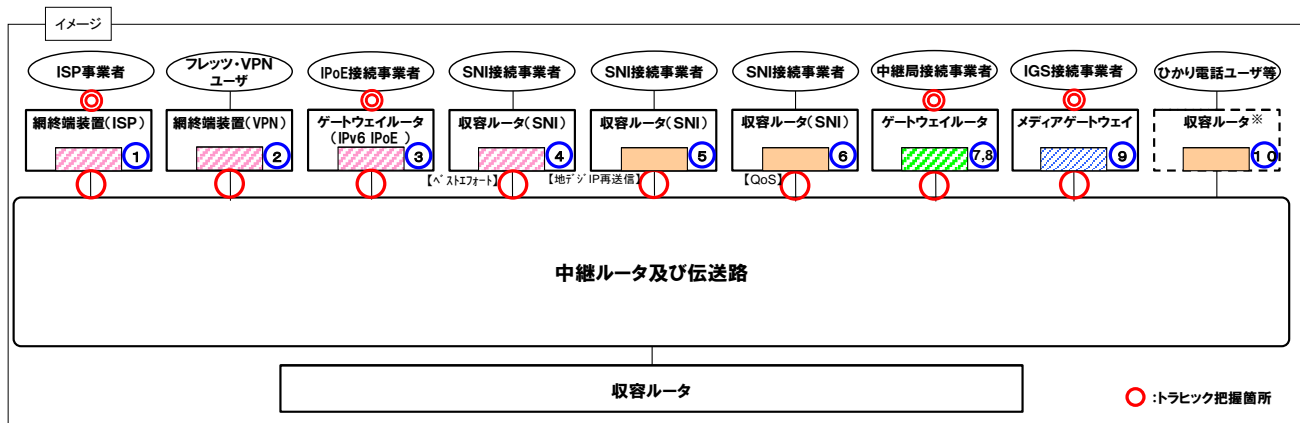 イメージ
ISP事業者
フレッツ・VPN
ユーザ
IPoE接続事業者
SNI接続事業者
SNI接続事業者
SNI接続事業者
中継局接続事業者
IGS接続事業者
ひかり電話ユーザ等
網終端装置(ISP)
網終端装置(VPN)
ゲートウェイルータ
(IPv6 IPoE )
収容ルータ(SNI)
収容ルータ(SNI)
収容ルータ(SNI)
ゲートウェイルータ
メディアゲートウェイ
収容ルータ※
1
2
3
4
5
6
7,8
9
10
【ベストエフォート】
【地デジIP再送信】
【QoS】
中継ルータ及び伝送路
収容ルータ
:トラヒック把握箇所